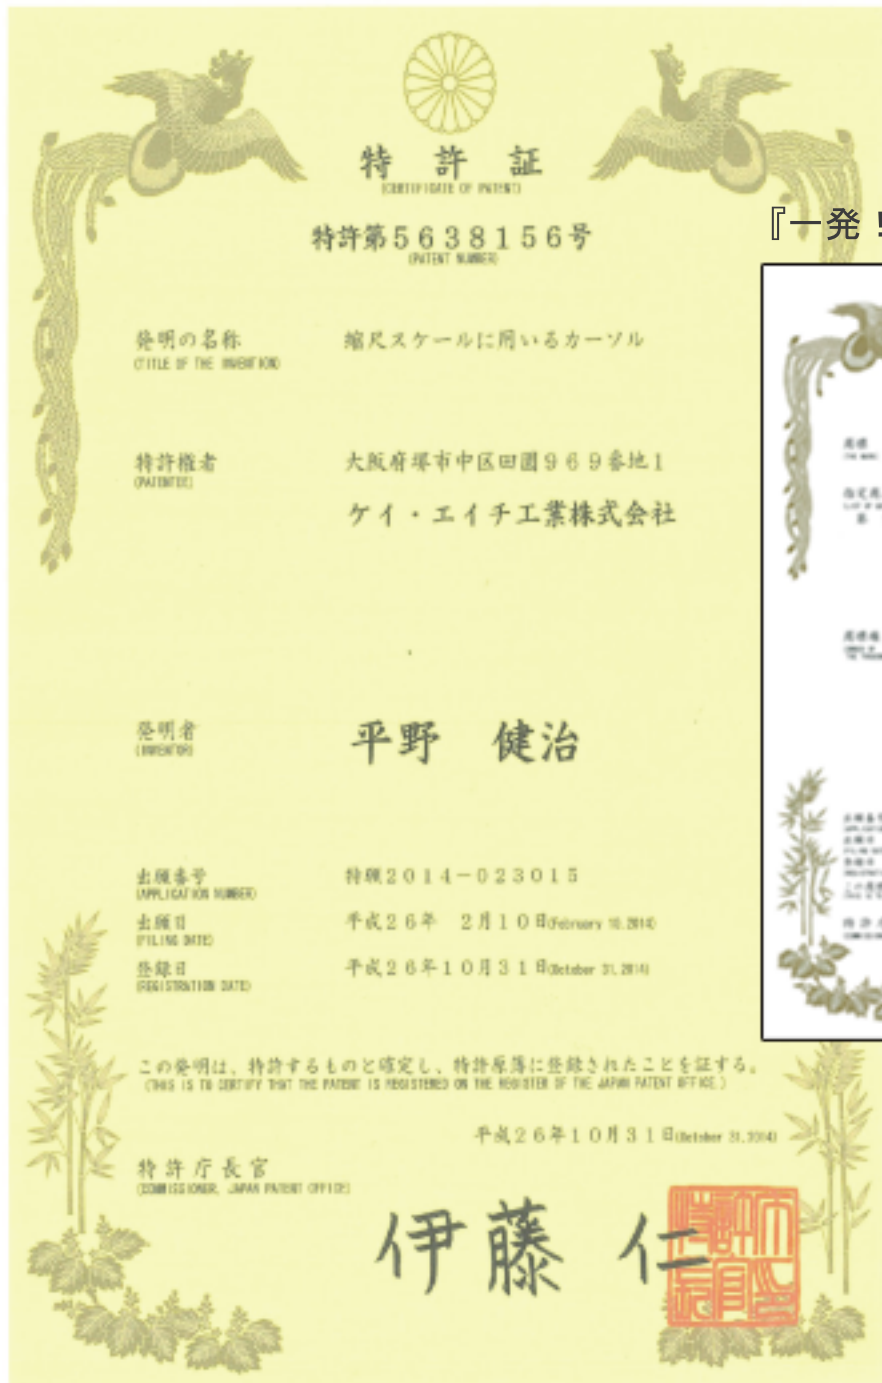 特許証
(CERTIFICATE OF PATENT)
特許第5638156号
(PATENT NUMBER)
『一発！
発明の名称
(TITLE OF THE INVENTION)
縮尺スケールに用いるカーソル
特許権者
(PATENTEE)
大阪府堺市中区田園969番地1
ケイ・エイチ工業株式会社
発明者
(INVENTOR)
平野　健治
出願番号
(APPLICATION NUMBER)
特願2014-023015
出願日
(FILING DATE)
平成26年　2月10日(February 10,2014)
登録日
(REGISTRATION DATE)
平成26年10月31日(October 31,2014)
この発明は、特許するものと確定し、特許原簿に登録されたことを証する。
(THIS IS TO CERTIFY THAT THE PATENT IS REGISTERED ON THE REGISTER OF THE JAPAN PATENT OFFICE.)
平成26年10月31日(October 31,2014)
特許庁長官
(COMMISSIONER, JAPAN PATENT OFFICE)
伊藤　仁